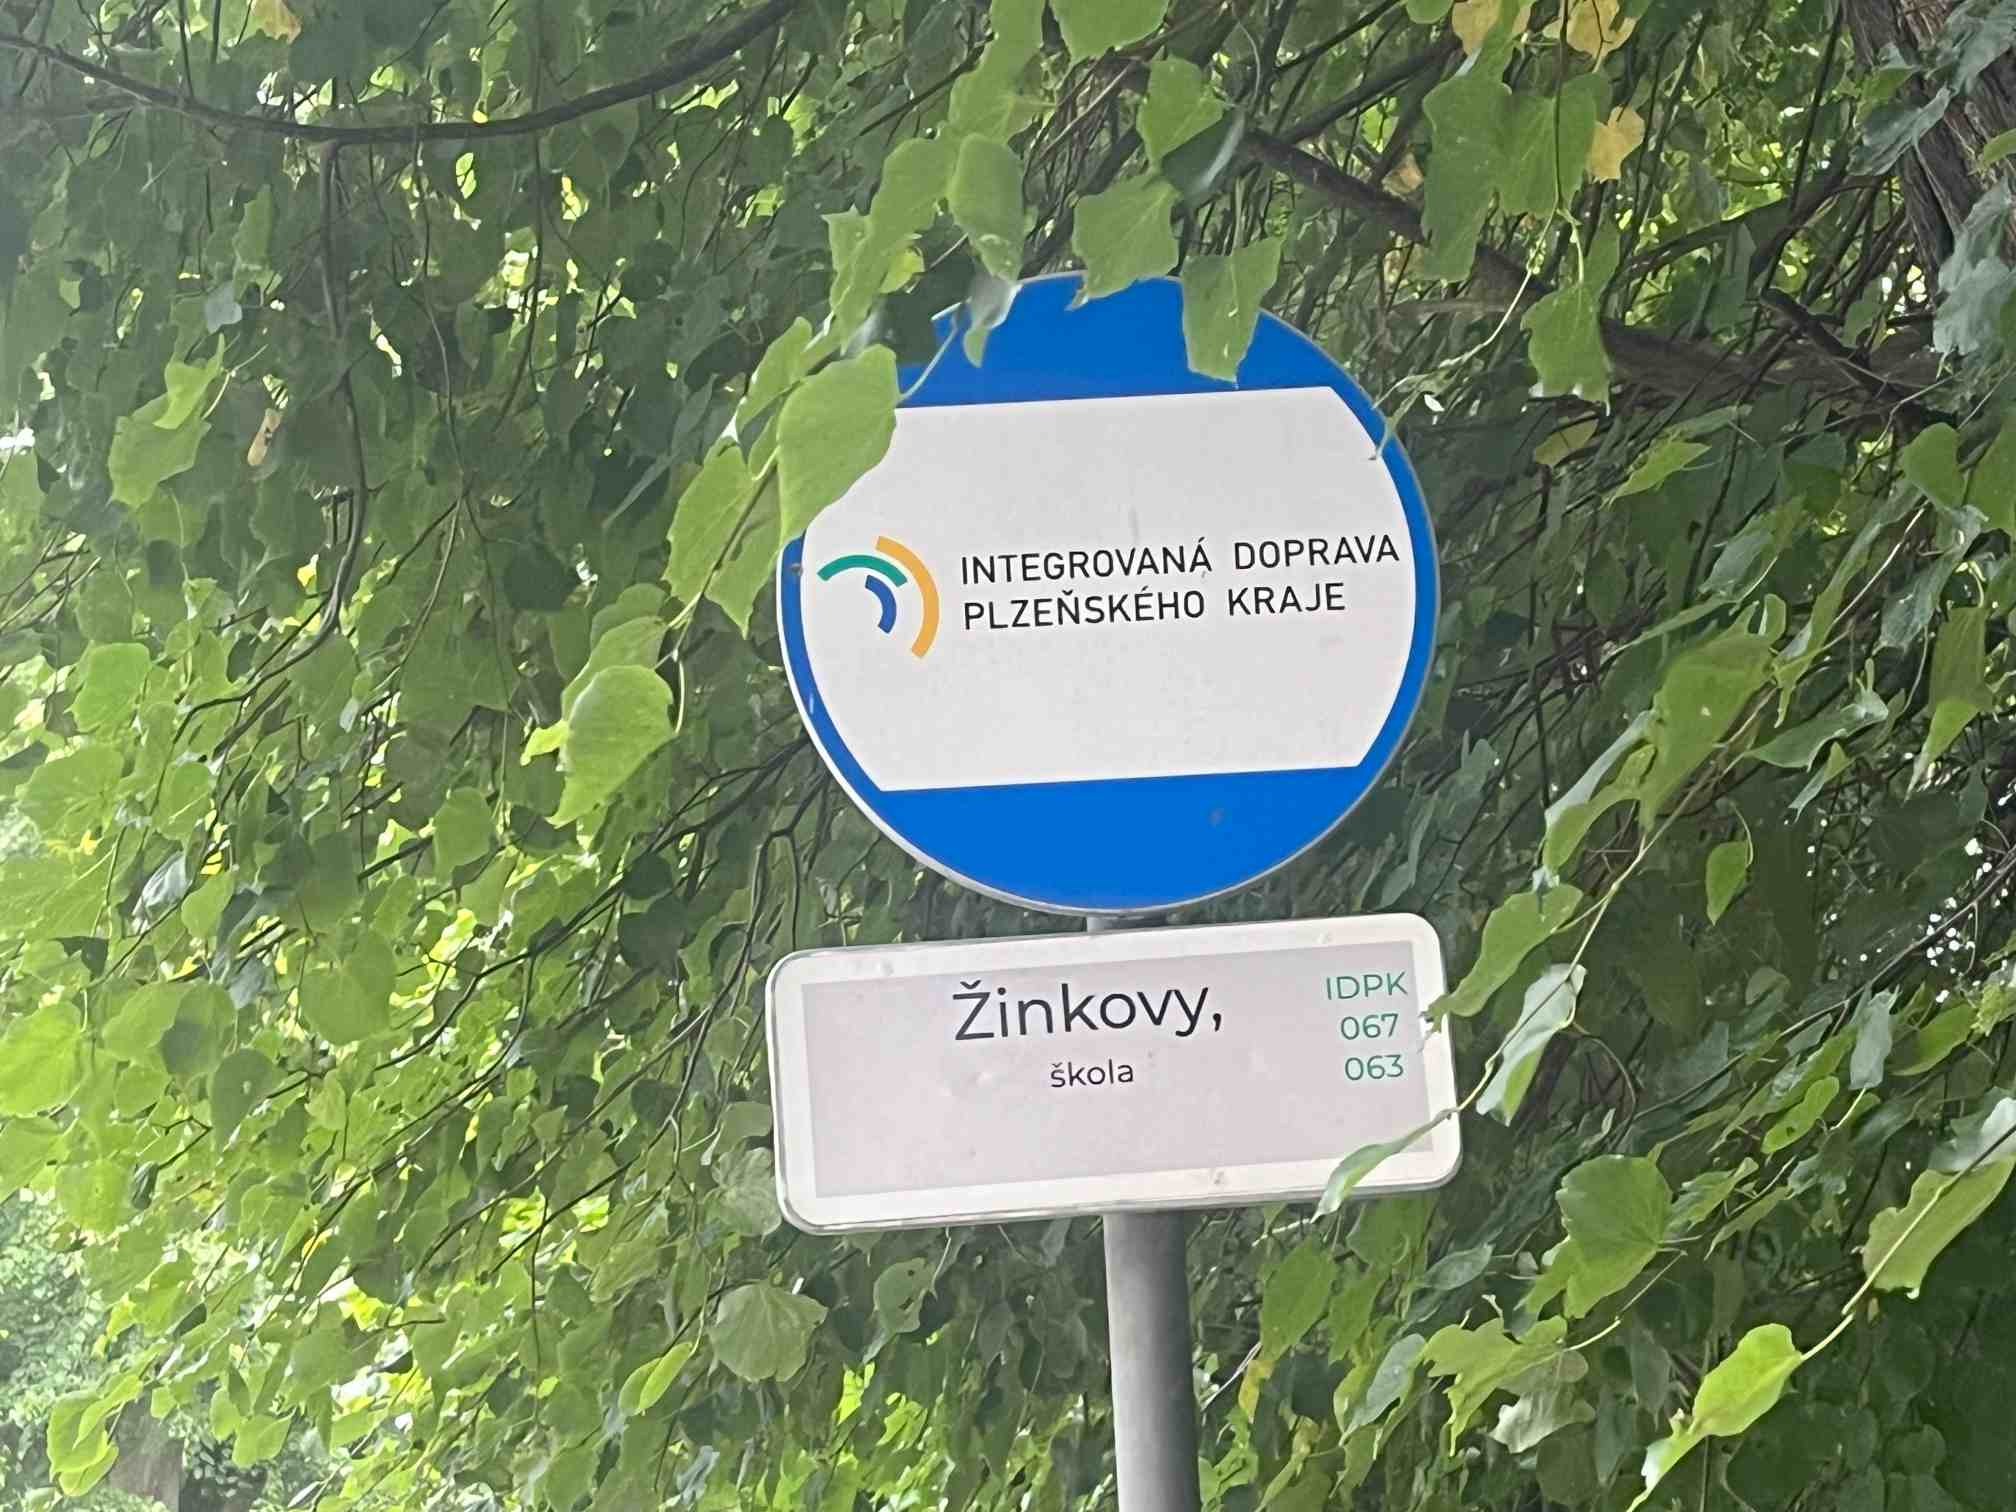 INTEGROVANÁ DOPRAVA
PLZEŇSKÉHO KRAJE
Žinkovy,
škola
IDPK
067
063